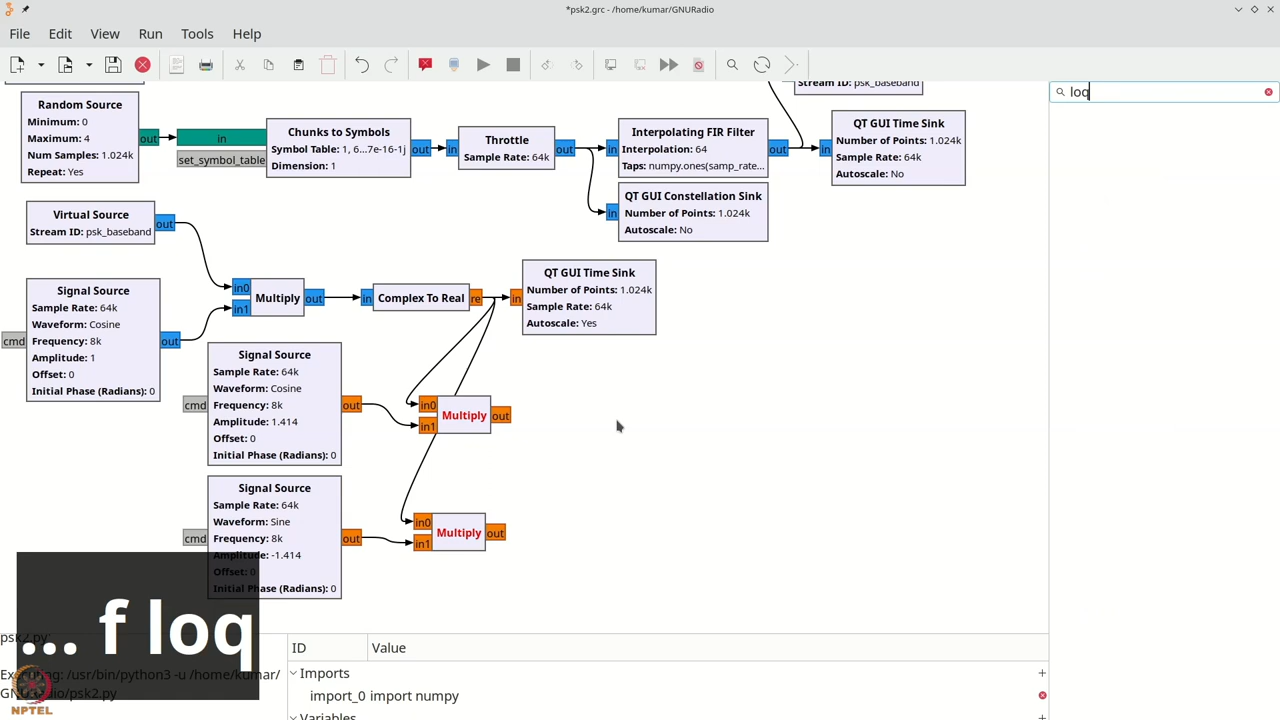 *psk2.grc - /home/kumar/GNURadio
File Edit View Run Tools Help
loq
Stream ID: psk_baseband
Random Source
Minimum: 0
Maximum: 4
Num Samples: 1.024k
Repeat: Yes
out
in
set_symbol_table
Chunks to Symbols
Symbol Table: 1, 6...7e-16-1j
Dimension: 1
out
in
Throttle
Sample Rate: 64k
out
in
Interpolating FIR Filter
Interpolation: 64
Taps: numpy.ones(samp_rate...
out
in
QT GUI Time Sink
Number of Points: 1.024k
Sample Rate: 64k
Autoscale: No
in
QT GUI Constellation Sink
Number of Points: 1.024k
Autoscale: No
Virtual Source
Stream ID: psk_baseband
out
cmd
Signal Source
Sample Rate: 64k
Waveform: Cosine
Frequency: 8k
Amplitude: 1
Offset: 0
Initial Phase (Radians): 0
out
in0
in1
Multiply
out
in
Complex To Real
re
in
QT GUI Time Sink
Number of Points: 1.024k
Sample Rate: 64k
Autoscale: Yes
cmd
Signal Source
Sample Rate: 64k
Waveform: Cosine
Frequency: 8k
Amplitude: 1.414
Offset: 0
Initial Phase (Radians): 0
out
in0
in1
Multiply
out
cmd
Signal Source
Sample Rate: 64k
Waveform: Sine
Frequency: 8k
Amplitude: -1.414
Offset: 0
Initial Phase (Radians): 0
out
in0
in1
Multiply
out
... f loq
psk2.py
Executing: /usr/bin/python3 -u /home/kumar/
GNURadio/psk2.py
NPTEL
ID Value
Imports
import_0 import numpy
Variables